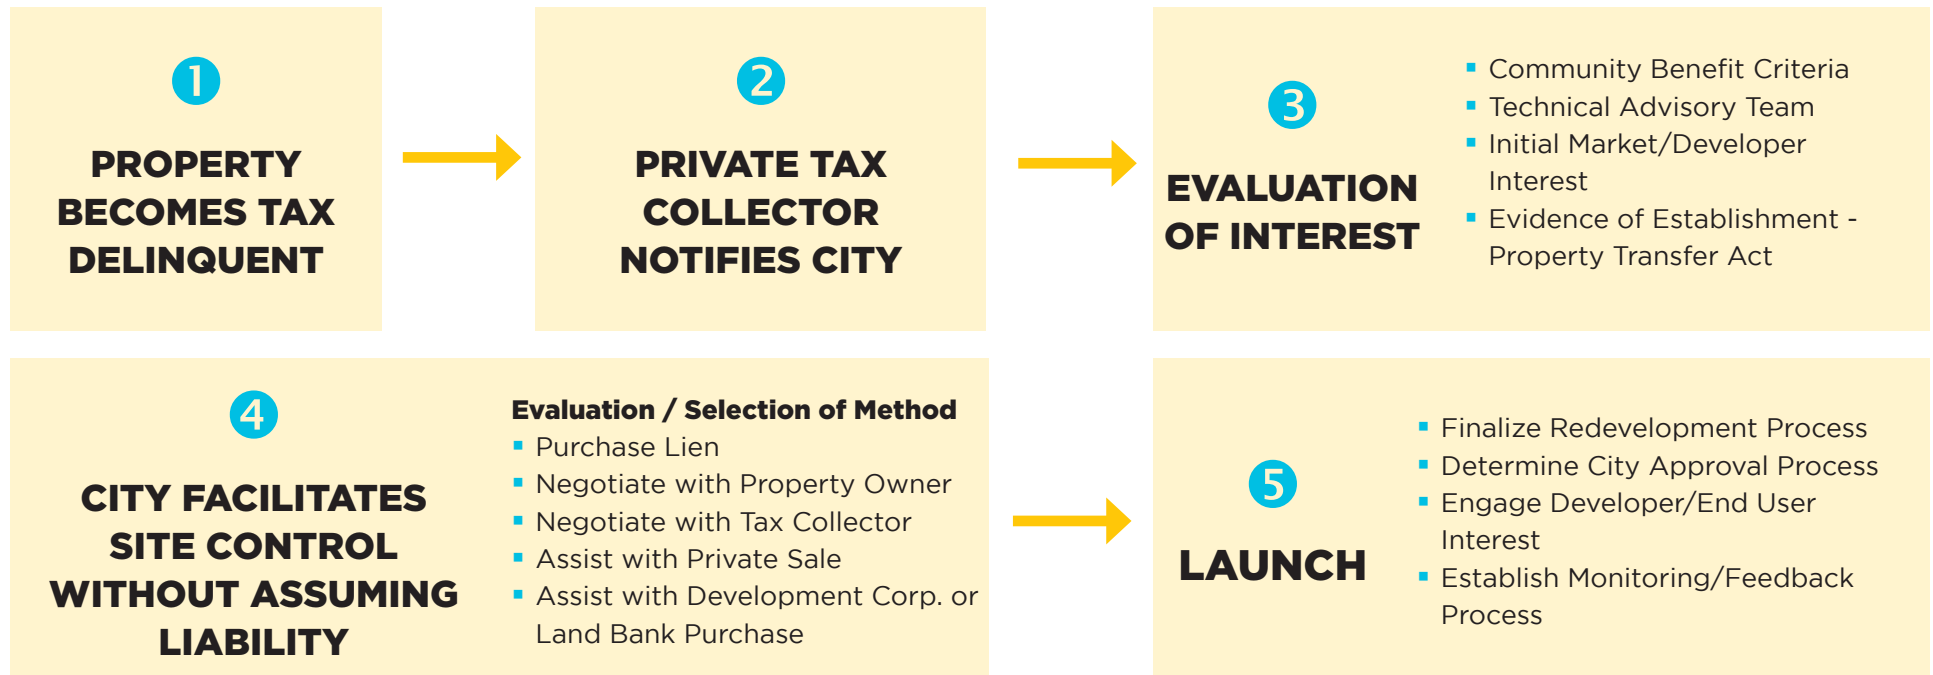 1
PROPERTY
BECOMES TAX
DELINQUENT
2
PRIVATE TAX
COLLECTOR
NOTIFIES CITY
3
EVALUATION
OF INTEREST
▪ Community Benefit Criteria
▪ Technical Advisory Team
▪ Initial Market/Developer
Interest
▪ Evidence of Establishment -
Property Transfer Act
4
CITY FACILITATES
SITE CONTROL
WITHOUT ASSUMING
LIABILITY
Evaluation / Selection of Method
▪ Purchase Lien
▪ Negotiate with Property Owner
▪ Negotiate with Tax Collector
▪ Assist with Private Sale
▪ Assist with Development Corp. or
Land Bank Purchase
5
LAUNCH
▪ Finalize Redevelopment Process
▪ Determine City Approval Process
▪ Engage Developer/End User
Interest
▪ Establish Monitoring/Feedback
Process